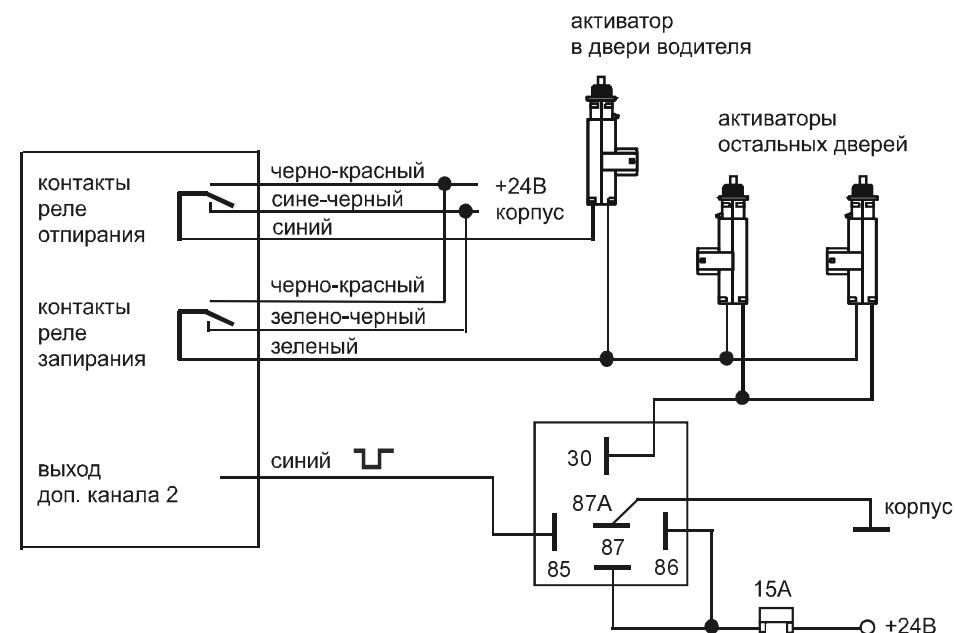 активатор
в двери водителя
активаторы
остальных дверей
контакты
реле
отпирания
черно-красный
+24В
сине-черный
корпус
синий
контакты
реле
запирания
черно-красный
зелено-черный
зеленый
выход
доп. канала 2
синий
30
87А
87
85
86
корпус
15А
+24В